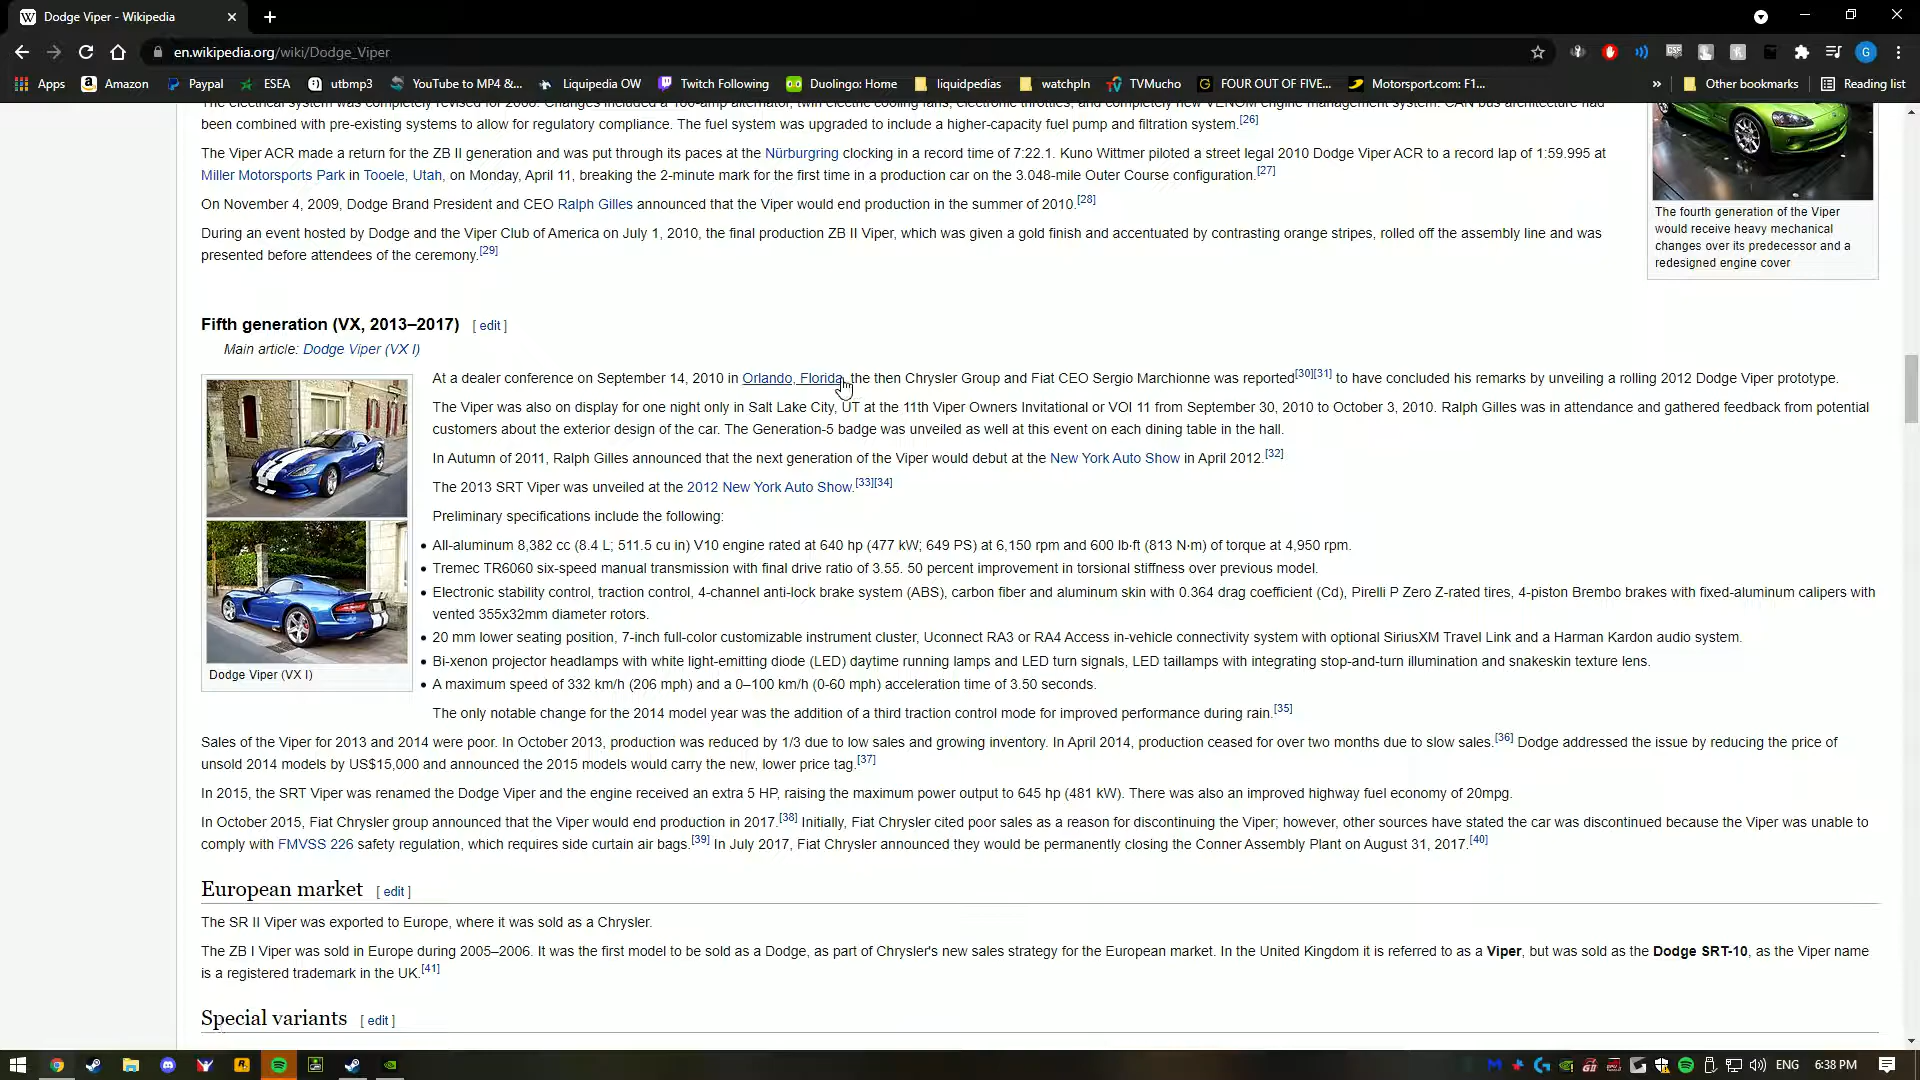 Dodge Viper - Wikipedia
en.wikipedia.org/wiki/Dodge_Viper
Apps
Amazon
Paypal
ESEA
utbmp3
YouTube to MP4 &...
Liquipedia OW
Twitch Following
Duolingo: Home
liquidpedias
watchpln
TVMucho
FOUR OUT OF FIVE...
Motorsport.com: F1...
»
Other bookmarks
Reading list
The electrical system was completely revised for 2008. Changes included a 180-amp alternator, twin electric cooling fans, electronic throttles, and completely new VENOM engine management system. CAN bus architecture had
been combined with pre-existing systems to allow for regulatory compliance. The fuel system was upgraded to include a higher-capacity fuel pump and filtration system.[26]
The Viper ACR made a return for the ZB II generation and was put through its paces at the Nürburgring clocking in a record time of 7:22.1. Kuno Wittmer piloted a street legal 2010 Dodge Viper ACR to a record lap of 1:59.995 at
Miller Motorsports Park in Tooele, Utah, on Monday, April 11, breaking the 2-minute mark for the first time in a production car on the 3.048-mile Outer Course configuration.[27]
On November 4, 2009, Dodge Brand President and CEO Ralph Gilles announced that the Viper would end production in the summer of 2010.[28]
During an event hosted by Dodge and the Viper Club of America on July 1, 2010, the final production ZB II Viper, which was given a gold finish and accentuated by contrasting orange stripes, rolled off the assembly line and was
presented before attendees of the ceremony.[29]
The fourth generation of the Viper
would receive heavy mechanical
changes over its predecessor and a
redesigned engine cover
Fifth generation (VX, 2013–2017) [ edit ]
Main article: Dodge Viper (VX I)
At a dealer conference on September 14, 2010 in Orlando, Florida, the then Chrysler Group and Fiat CEO Sergio Marchionne was reported[30][31] to have concluded his remarks by unveiling a rolling 2012 Dodge Viper prototype.
The Viper was also on display for one night only in Salt Lake City, UT at the 11th Viper Owners Invitational or VOI 11 from September 30, 2010 to October 3, 2010. Ralph Gilles was in attendance and gathered feedback from potential
customers about the exterior design of the car. The Generation-5 badge was unveiled as well at this event on each dining table in the hall.
In Autumn of 2011, Ralph Gilles announced that the next generation of the Viper would debut at the New York Auto Show in April 2012.[32]
The 2013 SRT Viper was unveiled at the 2012 New York Auto Show.[33][34]
Preliminary specifications include the following:
• All-aluminum 8,382 cc (8.4 L; 511.5 cu in) V10 engine rated at 640 hp (477 kW; 649 PS) at 6,150 rpm and 600 lb·ft (813 N·m) of torque at 4,950 rpm.
• Tremec TR6060 six-speed manual transmission with final drive ratio of 3.55. 50 percent improvement in torsional stiffness over previous model.
• Electronic stability control, traction control, 4-channel anti-lock brake system (ABS), carbon fiber and aluminum skin with 0.364 drag coefficient (Cd), Pirelli P Zero Z-rated tires, 4-piston Brembo brakes with fixed-aluminum calipers with
vented 355x32mm diameter rotors.
• 20 mm lower seating position, 7-inch full-color customizable instrument cluster, Uconnect RA3 or RA4 Access in-vehicle connectivity system with optional SiriusXM Travel Link and a Harman Kardon audio system.
• Bi-xenon projector headlamps with white light-emitting diode (LED) daytime running lamps and LED turn signals, LED taillamps with integrating stop-and-turn illumination and snakeskin texture lens.
• A maximum speed of 332 km/h (206 mph) and a 0–100 km/h (0-60 mph) acceleration time of 3.50 seconds.
Dodge Viper (VX I)
The only notable change for the 2014 model year was the addition of a third traction control mode for improved performance during rain.[35]
Sales of the Viper for 2013 and 2014 were poor. In October 2013, production was reduced by 1/3 due to low sales and growing inventory. In April 2014, production ceased for over two months due to slow sales.[36] Dodge addressed the issue by reducing the price of
unsold 2014 models by US$15,000 and announced the 2015 models would carry the new, lower price tag.[37]
In 2015, the SRT Viper was renamed the Dodge Viper and the engine received an extra 5 HP, raising the maximum power output to 645 hp (481 kW). There was also an improved highway fuel economy of 20mpg.
In October 2015, Fiat Chrysler group announced that the Viper would end production in 2017.[38] Initially, Fiat Chrysler cited poor sales as a reason for discontinuing the Viper; however, other sources have stated the car was discontinued because the Viper was unable to
comply with FMVSS 226 safety regulation, which requires side curtain air bags.[39] In July 2017, Fiat Chrysler announced they would be permanently closing the Conner Assembly Plant on August 31, 2017.[40]
European market [ edit ]
The SR II Viper was exported to Europe, where it was sold as a Chrysler.
The ZB I Viper was sold in Europe during 2005–2006. It was the first model to be sold as a Dodge, as part of Chrysler's new sales strategy for the European market. In the United Kingdom it is referred to as a Viper, but was sold as the Dodge SRT-10, as the Viper name
is a registered trademark in the UK.[41]
Special variants [ edit ]
ENG
6:38 PM